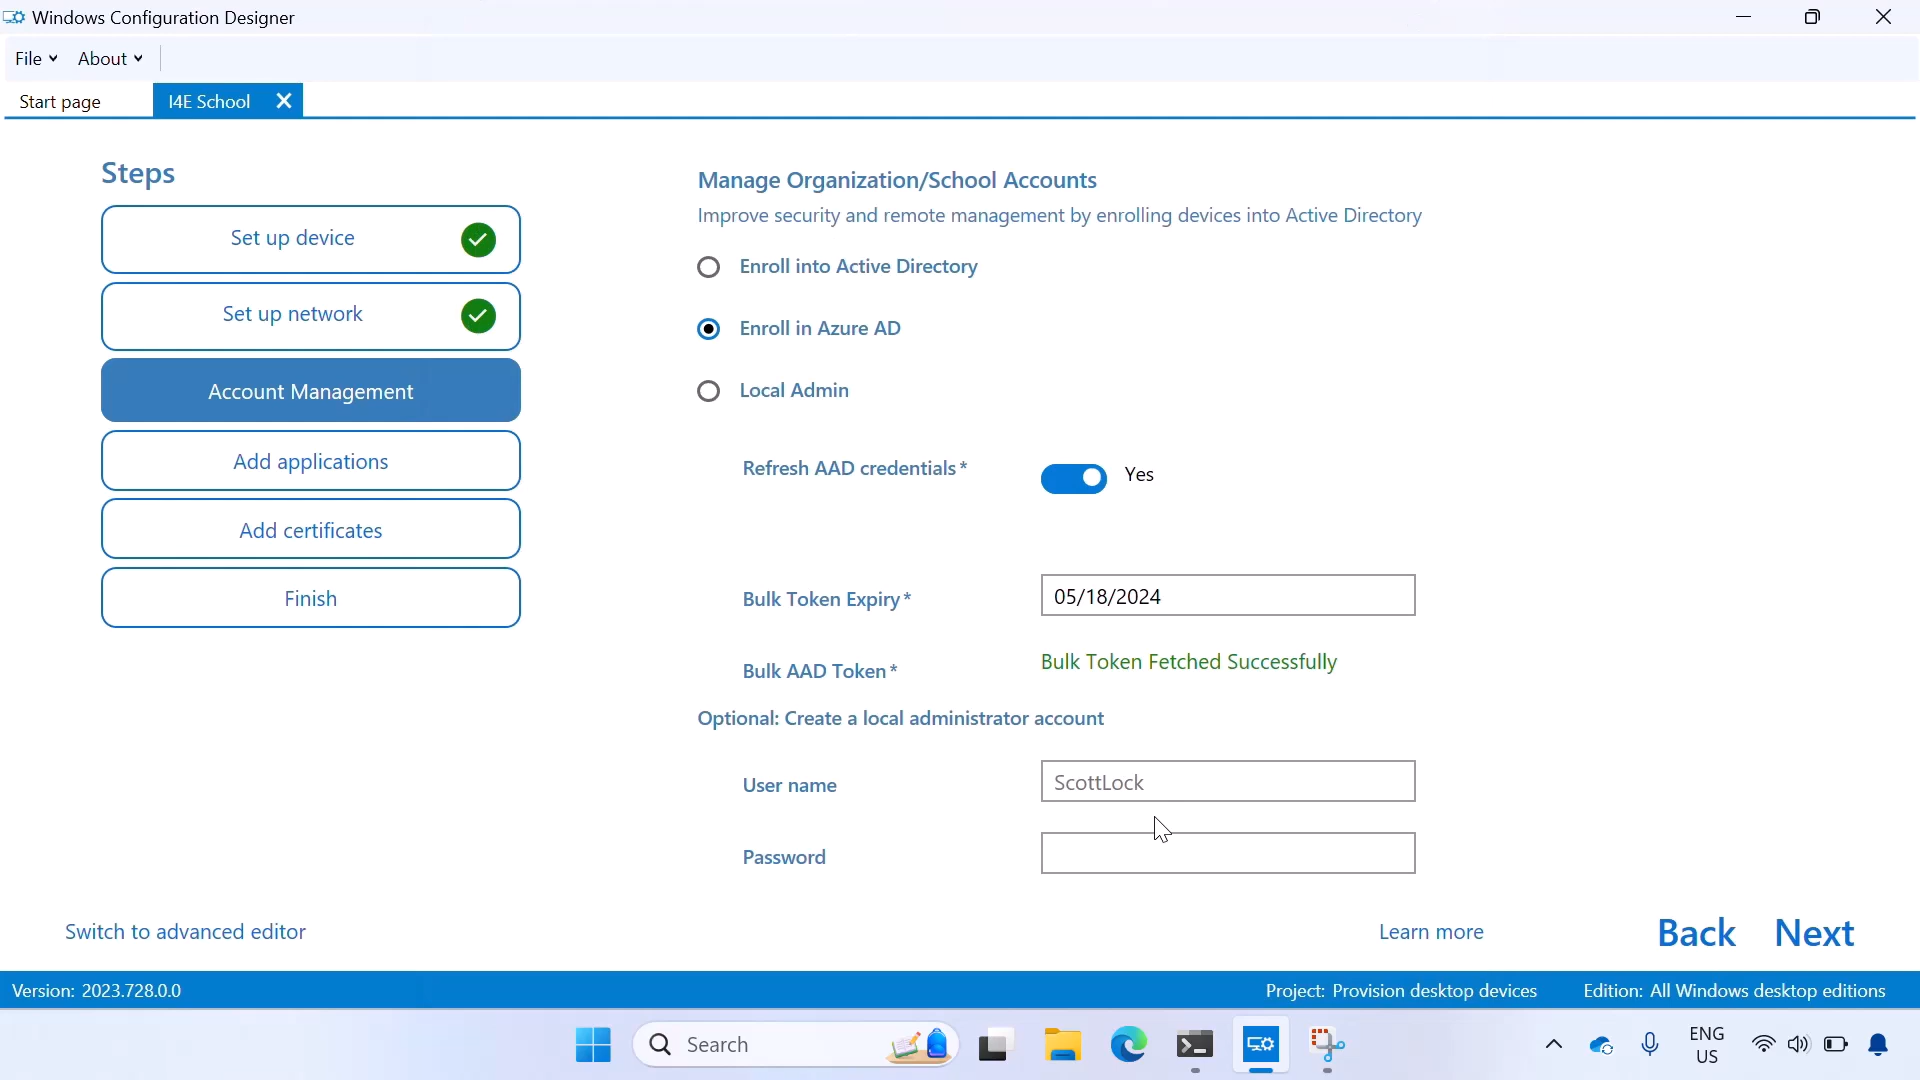 Windows Configuration Designer
File About
Start page I4E School
Steps
Set up device
Set up network
Account Management
Add applications
Add certificates
Finish
Manage Organization/School Accounts
Improve security and remote management by enrolling devices into Active Directory
Enroll into Active Directory
Enroll in Azure AD
Local Admin
Refresh AAD credentials* Yes
Bulk Token Expiry* 05/18/2024
Bulk AAD Token* Bulk Token Fetched Successfully
Optional: Create a local administrator account
User name ScottLock
Password
Switch to advanced editor Learn more Back Next
Version: 2023.728.0.0 Project: Provision desktop devices Edition: All Windows desktop editions
Search ENG
US